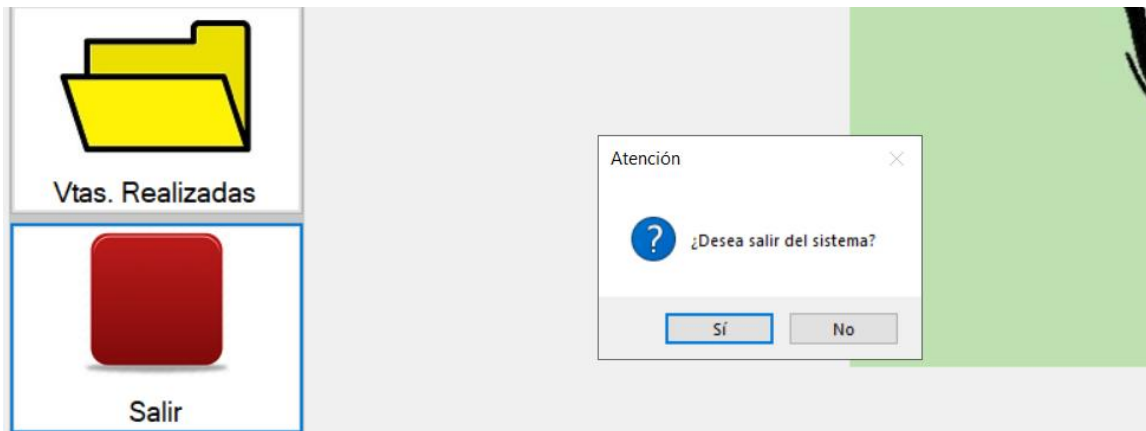 Vtas. Realizadas
Salir
Atención
¿Desea salir del sistema?
Sí
No